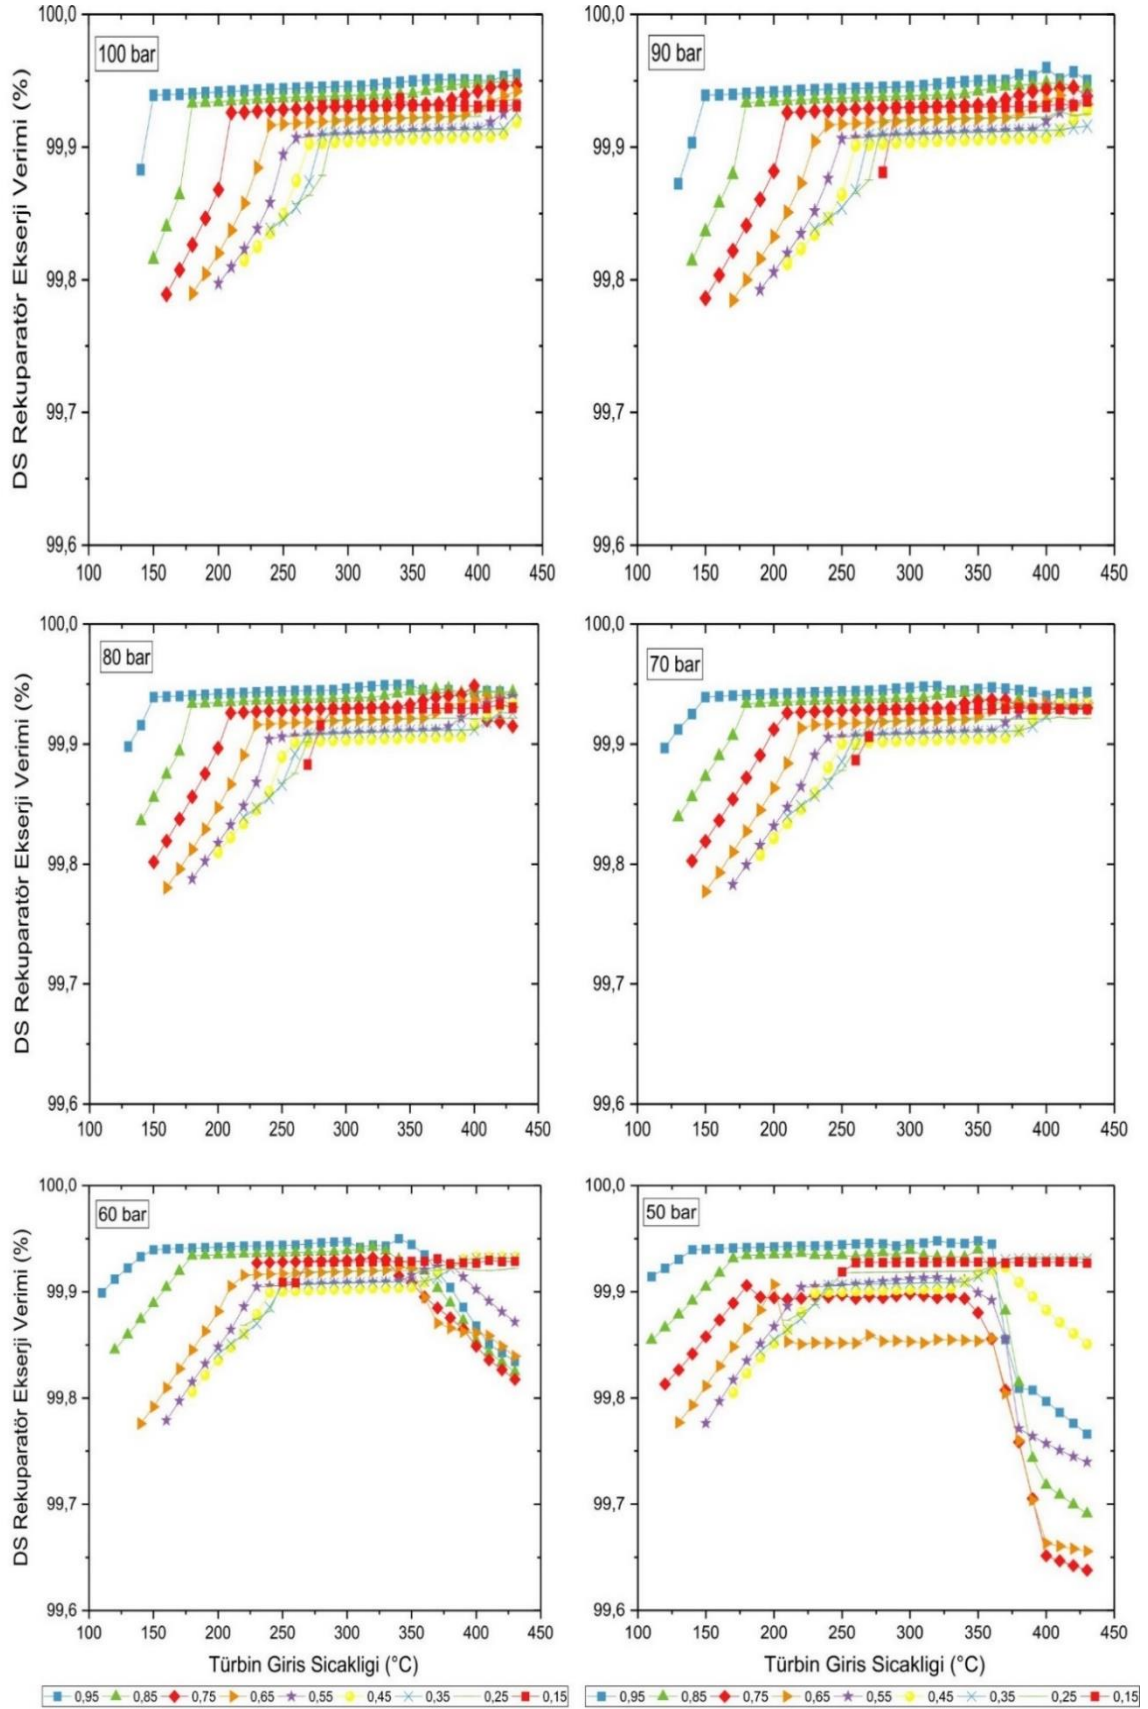 100,0
99,9
99,8
99,7
99,6
DS Rekuparatör Ekserji Verimi (%)
100 bar
100 150 200 250 300 350 400 450
100,0
99,9
99,8
99,7
99,6
90 bar
100 150 200 250 300 350 400 450
100,0
99,9
99,8
99,7
99,6
DS Rekuparatör Ekserji Verimi (%)
80 bar
100 150 200 250 300 350 400 450
100,0
99,9
99,8
99,7
99,6
70 bar
100 150 200 250 300 350 400 450
100,0
99,9
99,8
99,7
99,6
DS Rekuparatör Ekserji Verimi (%)
60 bar
100 150 200 250 300 350 400 450
Türbin Giris Sicakligi (°C)
100,0
99,9
99,8
99,7
99,6
50 bar
100 150 200 250 300 350 400 450
Türbin Giris Sicakligi (°C)
0,95 0,85 0,75 0,65 0,55 0,45 0,35 0,25 0,15
0,95 0,85 0,75 0,65 0,55 0,45 0,35 0,25 0,15